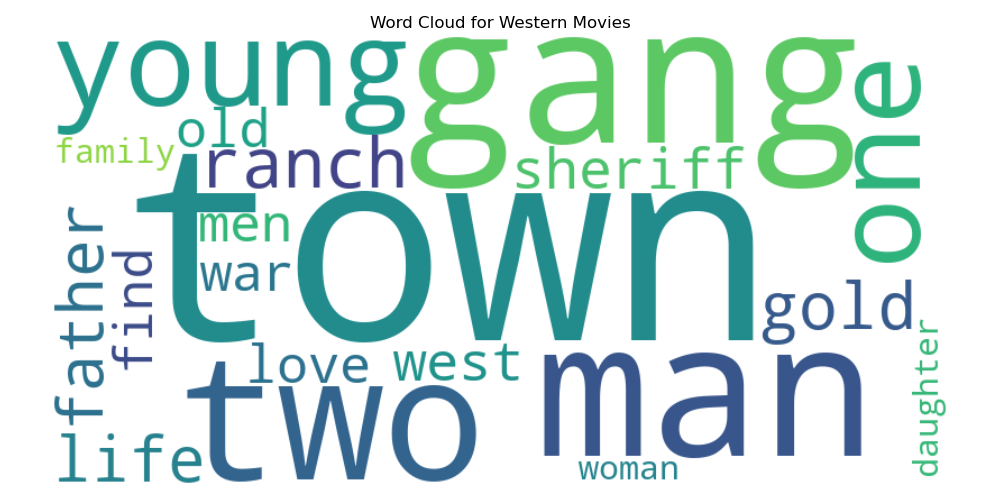 Word Cloud for Western Movies
young
gang
one
old
family
ranch
sheriff
town
men
war
father
find
gold
love
west
man
two
daughter
life
woman